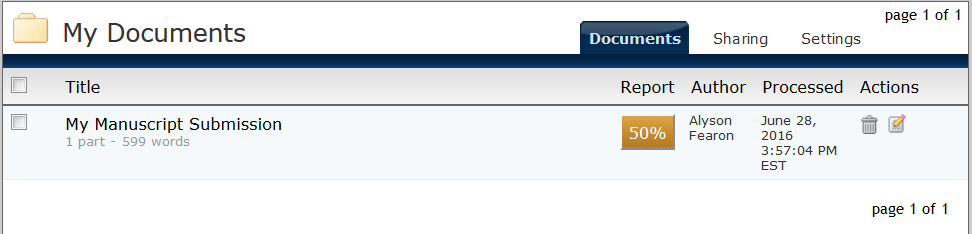 page 1 of 1
My Documents
Documents Sharing Settings
Title Report Author Processed Actions
My Manuscript Submission
1 part - 599 words
50%
Alyson
Fearon
June 28,
2016
3:57:04 PM
EST
page 1 of 1